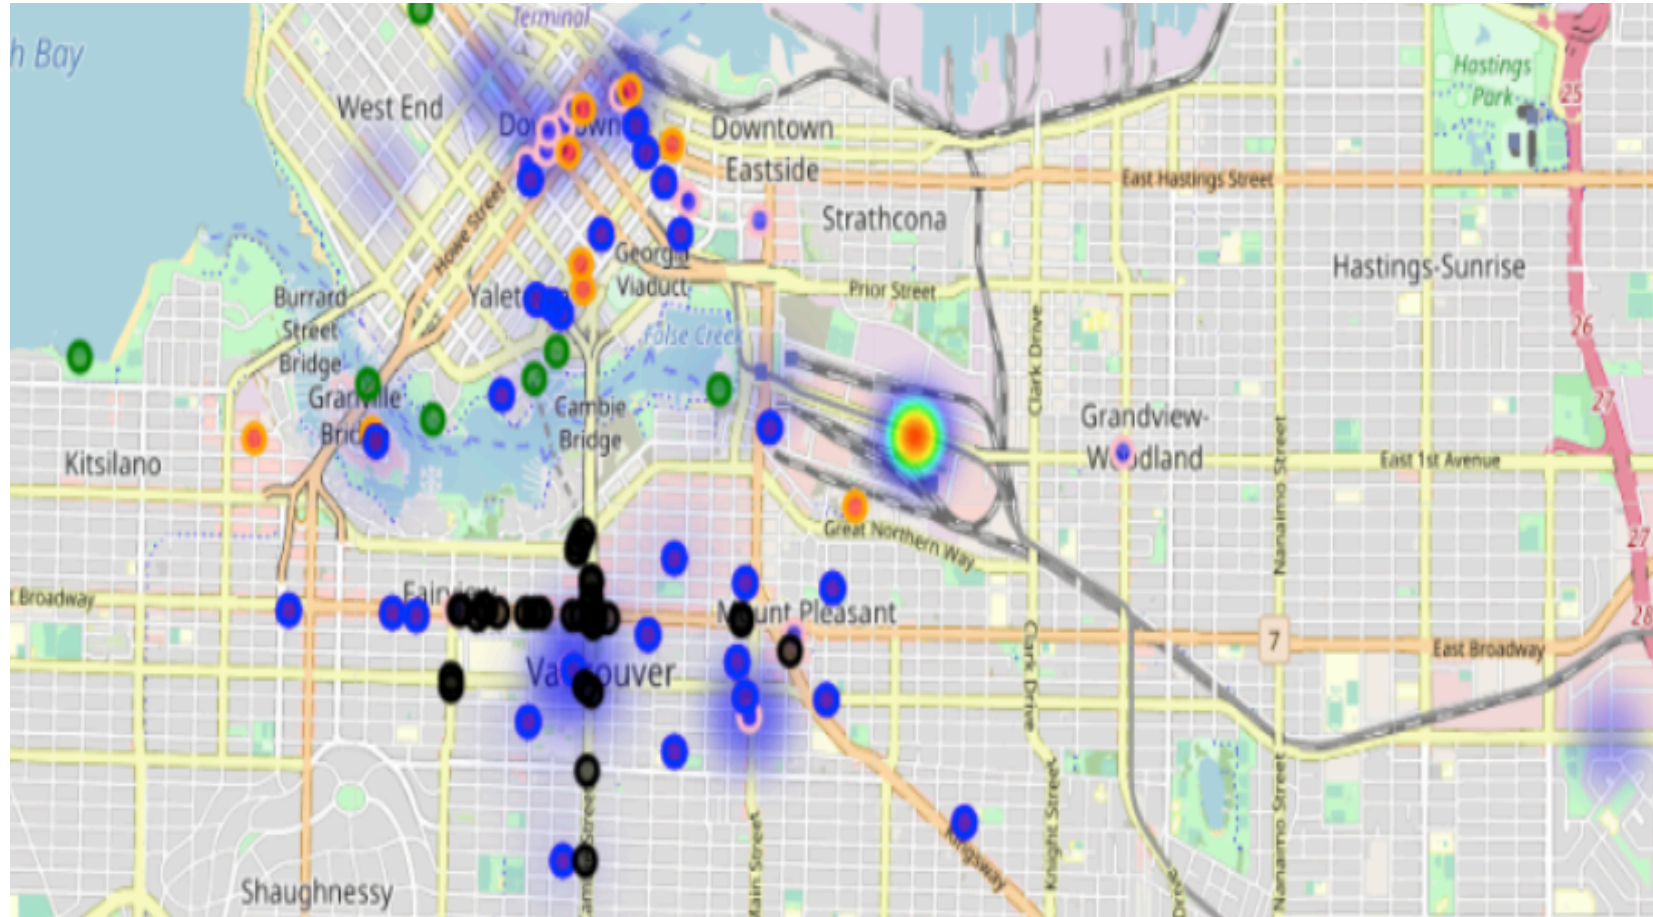 Terminal
h Bay
Hastings
Park
25
West End
Downtown
Eastside
East Hastings Street
Strathcona
Howe Street
Georgia
Viaduct
Hastings-Sunrise
Burrard
Street
Bridge
Yalet
Prior Street
False Creek
26
Clark Drive
Granville
Cambie
Bridge
Grandview-
Woodland
27
Kitsilano
East 1st Avenue
Nanaimo Street
Great Northern Way
27
t Broadway
Fairview
Mount Pleasant
28
7
East Broadway
Vancouver
Clark Drive
Knight Street
Nanaimo Street
Main Street
Kingsway
Drive
Shaughnessy